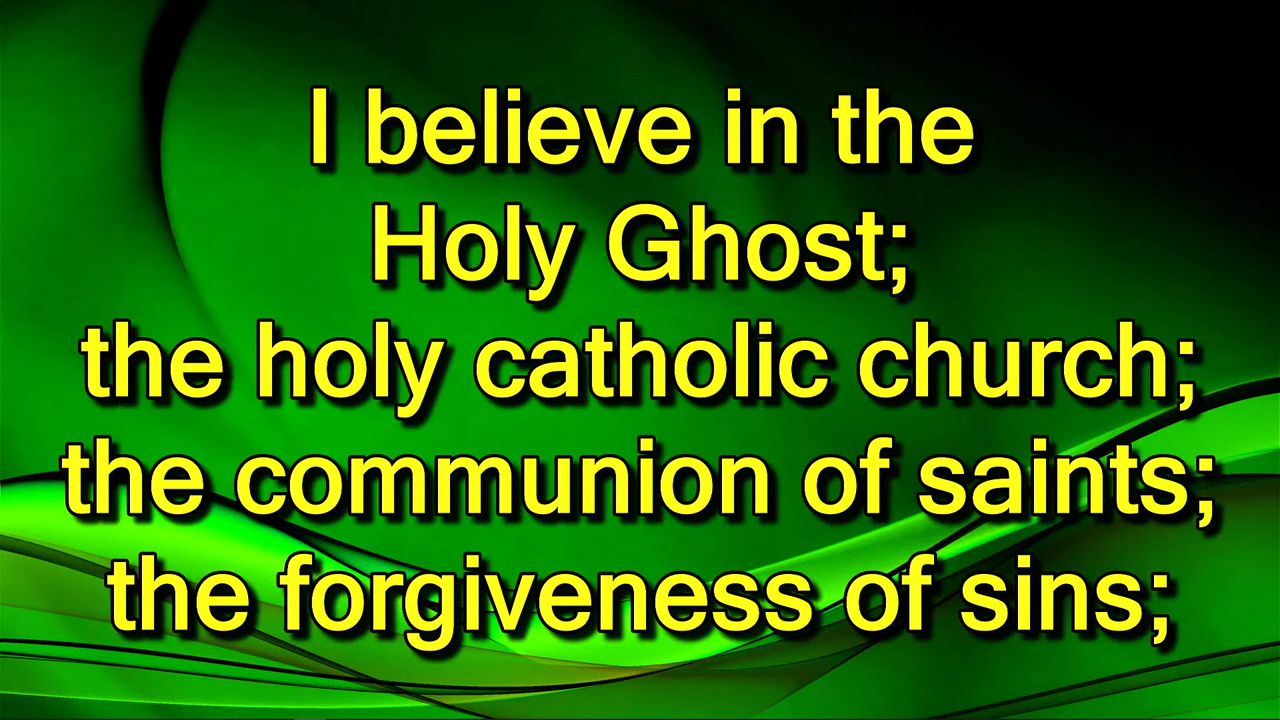 I believe in the
Holy Ghost;
the holy catholic church;
the communion of saints;
the forgiveness of sins;